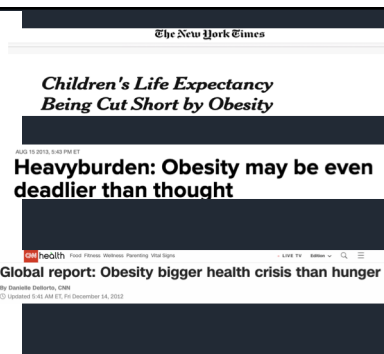 The New York Times
Children's Life Expectancy
Being Cut Short by Obesity
AUG 15 2013, 5:43 PM ET
Heavyburden: Obesity may be even
deadlier than thought
CNN health Food Fitness Wellness Parenting Vital Signs LIVE TV Edition
Global report: Obesity bigger health crisis than hunger
By Danielle Dellorto, CNN
Updated 5:41 AM ET, Fri December 14, 2012